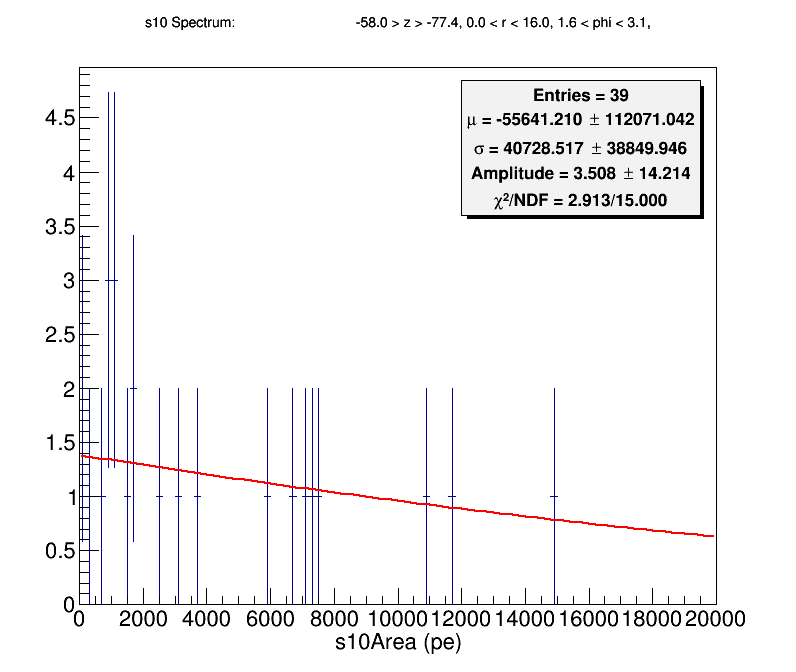 s10 Spectrum: -58.0 > z > -77.4, 0.0 < r < 16.0, 1.6 < phi < 3.1,
Entries = 39
μ = -55641.210 ± 112071.042
σ = 40728.517 ± 38849.946
Amplitude = 3.508 ± 14.214
χ²/NDF = 2.913/15.000
4.5
4
3.5
3
2.5
2
1.5
1
0.5
0
0 2000 4000 6000 8000 10000 12000 14000 16000 18000 20000
s10Area (pe)